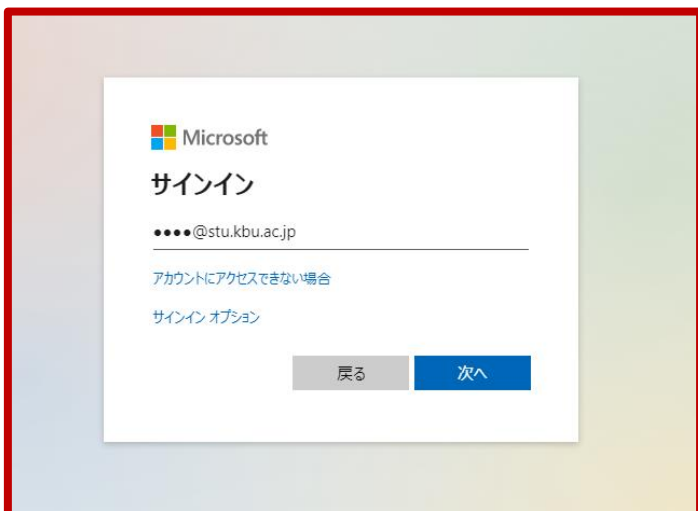 Microsoft
サインイン
●●●●@stu.kbu.ac.jp
アカウントにアクセスできない場合
サインイン オプション
戻る
次へ